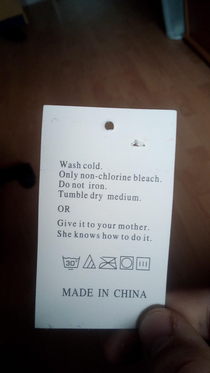 Wash cold.
Only non-chlorine bleach.
Do not iron.
Tumble dry medium.
OR
Give it to your mother.
She knows how to do it.
30°
MADE IN CHINA